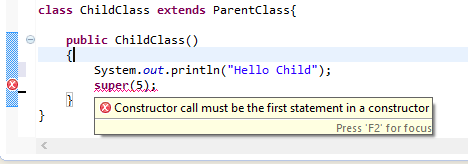 class ChildClass extends ParentClass{
public ChildClass()
{
System.out.println("Hello Child");
super(5);
}
Constructor call must be the first statement in a constructor
Press 'F2' for focus
}